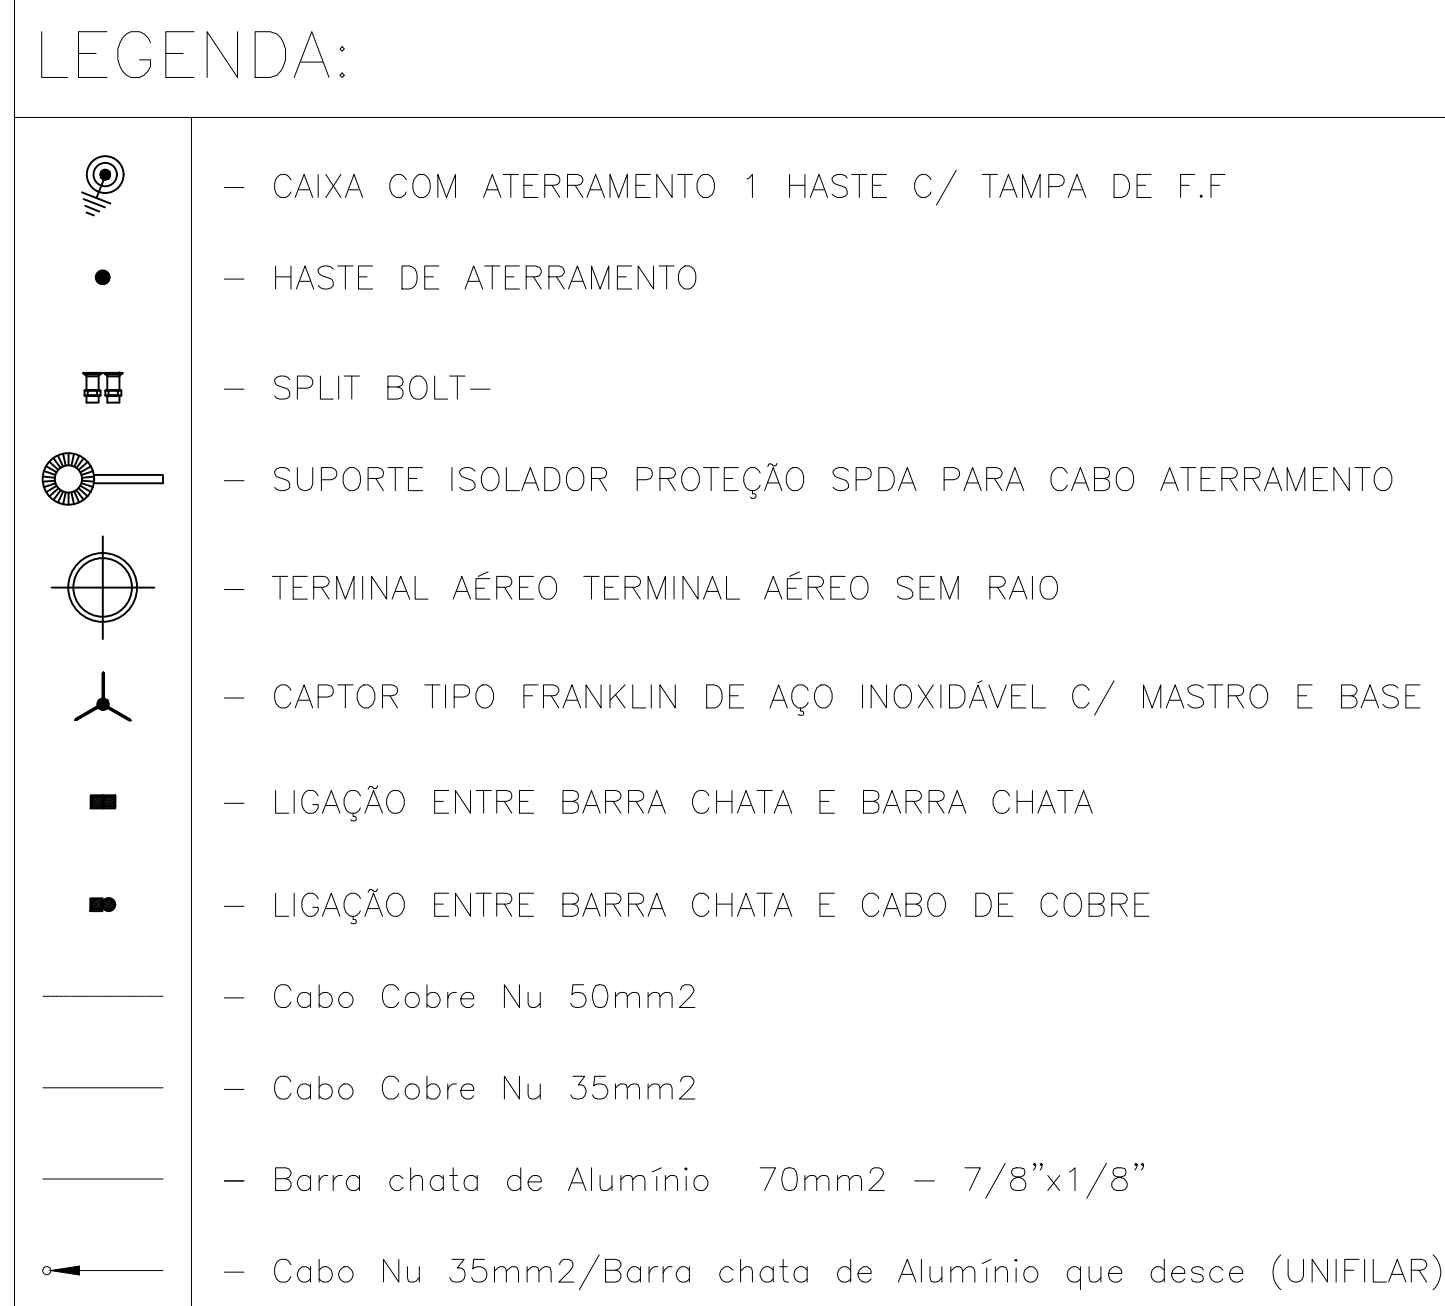 LEGENDA:
- CAIXA COM ATERRAMENTO 1 HASTE C/ TAMPA DE F.F
- HASTE DE ATERRAMENTO
- SPLIT BOLT-
- SUPORTE ISOLADOR PROTEÇÃO SPDA PARA CABO ATERRAMENTO
- TERMINAL AÉREO TERMINAL AÉREO SEM RAIO
- CAPTOR TIPO FRANKLIN DE AÇO INOXIDÁVEL C/ MASTRO E BASE
- LIGAÇÃO ENTRE BARRA CHATA E BARRA CHATA
- LIGAÇÃO ENTRE BARRA CHATA E CABO DE COBRE
- Cabo Cobre Nu 50mm2
- Cabo Cobre Nu 35mm2
- Barra chata de Alumínio 70mm2 - 7/8"x1/8"
- Cabo Nu 35mm2/Barra chata de Alumínio que desce (UNIFILAR)